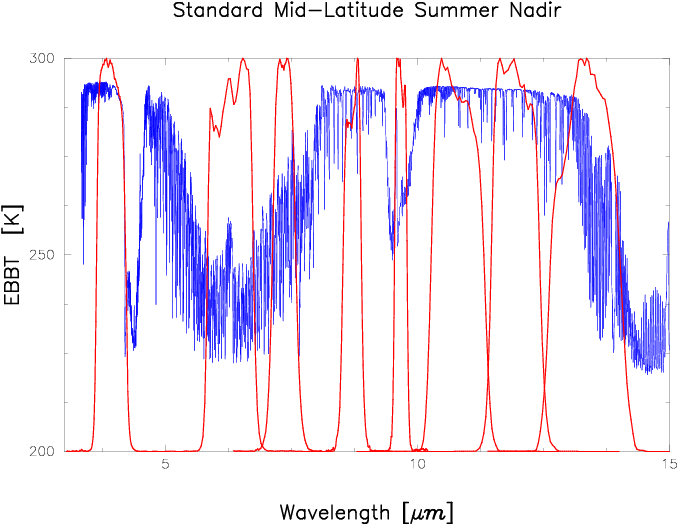 Standard Mid-Latitude Summer Nadir
300
250
200
EBBT [K]
5
10
15
Wavelength [μm]